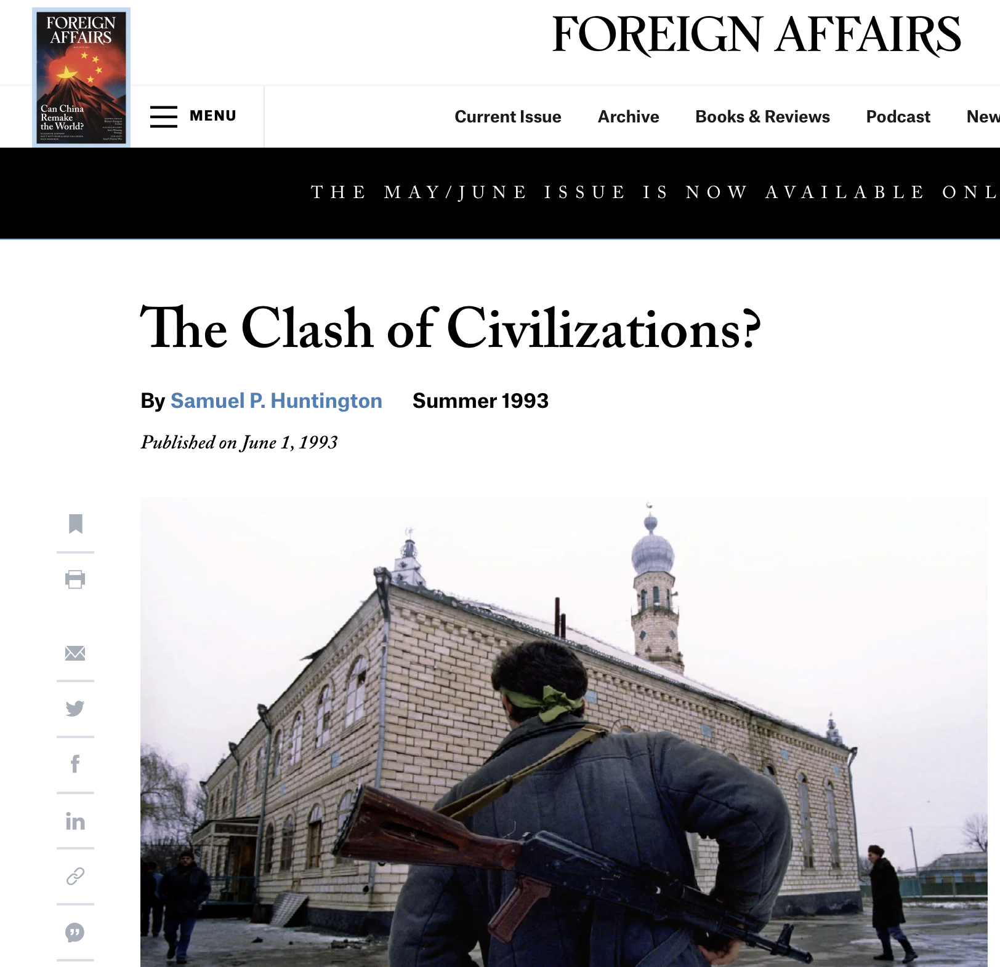 FOREIGN
AFFAIRS
Can China
Remake
the World?
FOREIGN AFFAIRS
MENU
Current Issue
Archive
Books & Reviews
Podcast
New
THE MAY/JUNE ISSUE IS NOW AVAILABLE ONL
The Clash of Civilizations?
By Samuel P. Huntington Summer 1993
Published on June 1, 1993